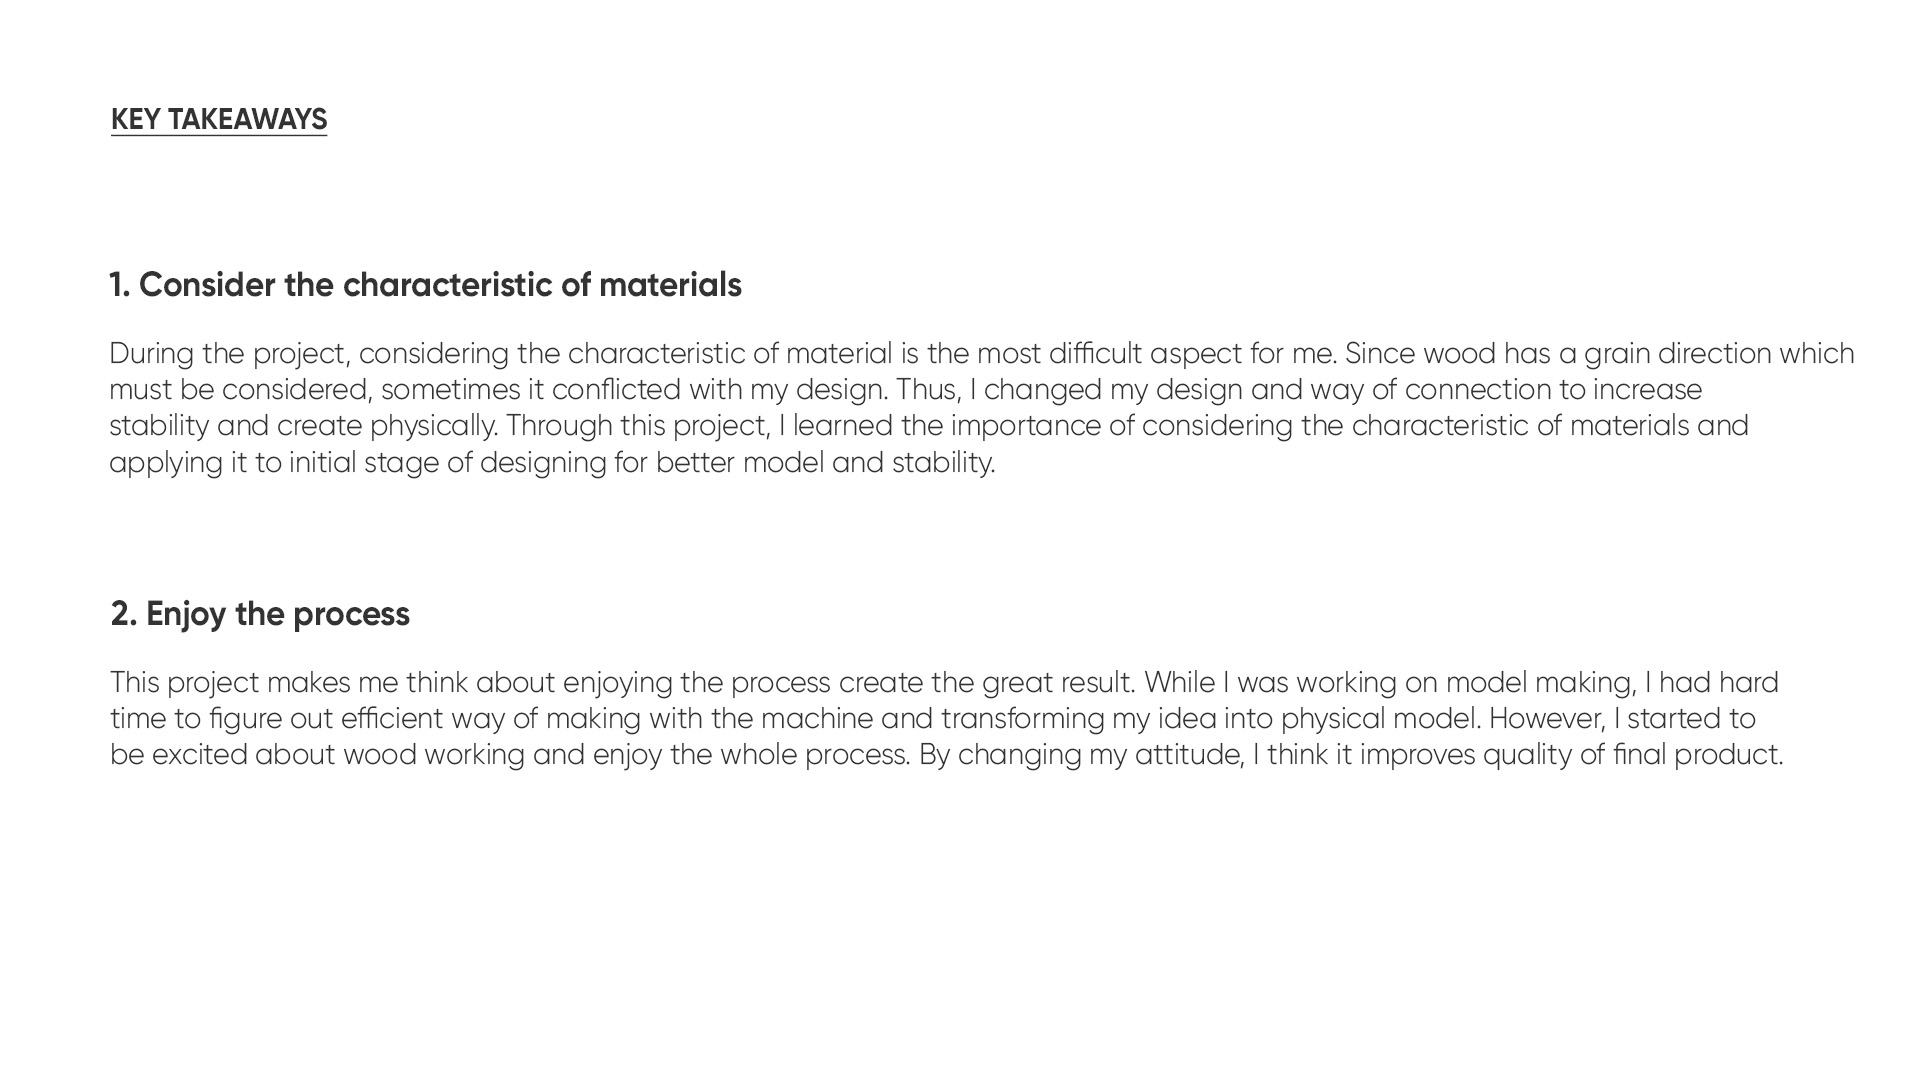 KEY TAKEAWAYS
1. Consider the characteristic of materials
During the project, considering the characteristic of material is the most difficult aspect for me. Since wood has a grain direction which
must be considered, sometimes it conflicted with my design. Thus, I changed my design and way of connection to increase
stability and create physically. Through this project, I learned the importance of considering the characteristic of materials and
applying it to initial stage of designing for better model and stability.
2. Enjoy the process
This project makes me think about enjoying the process create the great result. While I was working on model making, I had hard
time to figure out efficient way of making with the machine and transforming my idea into physical model. However, I started to
be excited about wood working and enjoy the whole process. By changing my attitude, I think it improves quality of final product.